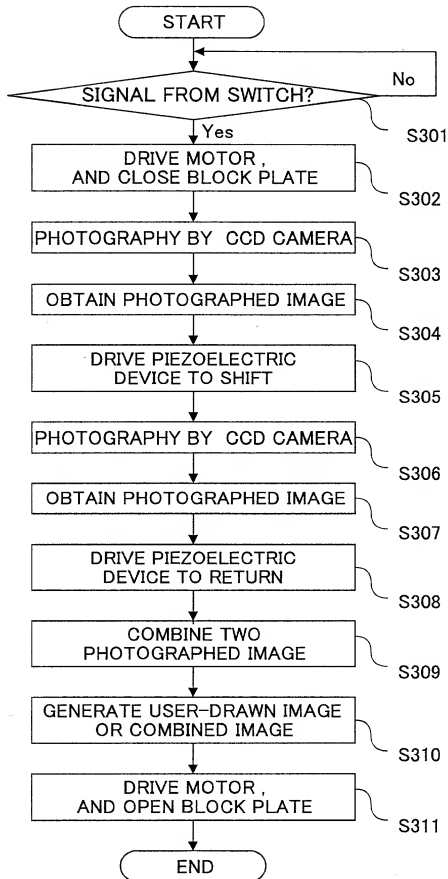 START
No
SIGNAL FROM SWITCH?
S301
Yes
DRIVE MOTOR ,
AND CLOSE BLOCK PLATE
S302
PHOTOGRAPHY BY CCD CAMERA
S303
OBTAIN PHOTOGRAPHED IMAGE
S304
DRIVE PIEZOELECTRIC
DEVICE TO SHIFT
S305
PHOTOGRAPHY BY CCD CAMERA
S306
OBTAIN PHOTOGRAPHED IMAGE
S307
DRIVE PIEZOELECTRIC
DEVICE TO RETURN
S308
COMBINE TWO
PHOTOGRAPHED IMAGE
S309
GENERATE USER-DRAWN IMAGE
OR COMBINED IMAGE
S310
DRIVE MOTOR ,
AND OPEN BLOCK PLATE
S311
END